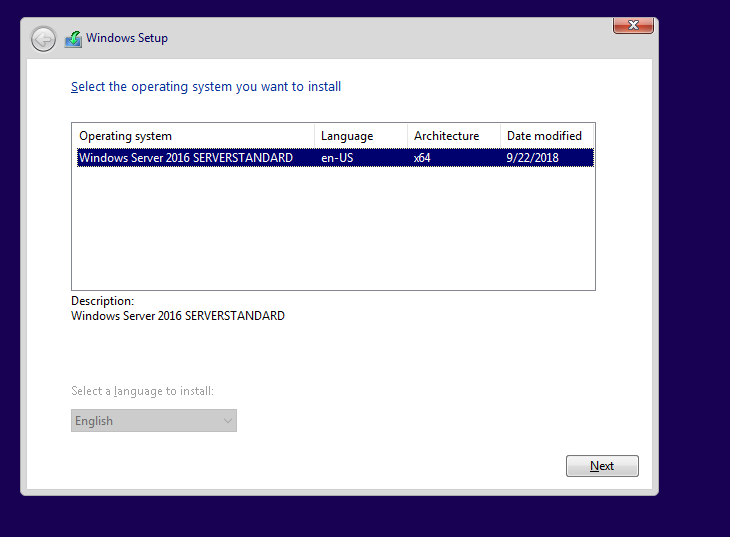 Windows Setup
Select the operating system you want to install
Operating system Language Architecture Date modified
Windows Server 2016 SERVERSTANDARD en-US x64 9/22/2018
Description:
Windows Server 2016 SERVERSTANDARD
Select a language to install:
English
Next